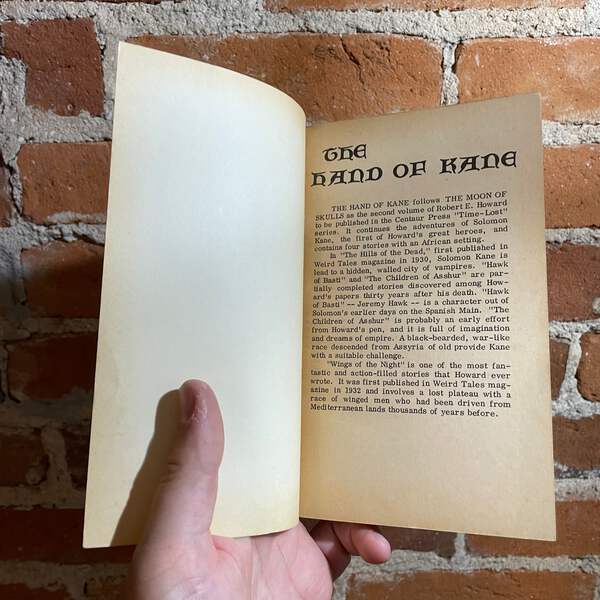 THE
HAND OF KANE
THE HAND OF KANE follows THE MOON OF
SKULLS as the second volume of Robert E. Howard
to be published in the Centaur Press "Time-Lost"
series. It continues the adventures of Solomon
Kane, the first of Howard's great heroes, and
contains four stories with an African setting.
In "The Hills of the Dead," first published in
Weird Tales magazine in 1930, Solomon Kane is
lead to a hidden, walled city of vampires. "Hawk
of Basti" and "The Children of Asshur" are par-
tially completed stories discovered among How-
ard's papers thirty years after his death. "Hawk
of Basti" -- Jeremy Hawk -- is a character out of
Solomon's earlier days on the Spanish Main. "The
Children of Asshur" is probably an early effort
from Howard's pen, and it is full of imagination
and dreams of empire. A black-bearded, war-like
race descended from Assyria of old provide Kane
with a suitable challenge.
"Wings of the Night" is one of the most fan-
tastic and action-filled stories that Howard ever
wrote. It was first published in Weird Tales mag-
azine in 1932 and involves a lost plateau with a
race of winged men who had been driven from
Mediterranean lands thousands of years before.